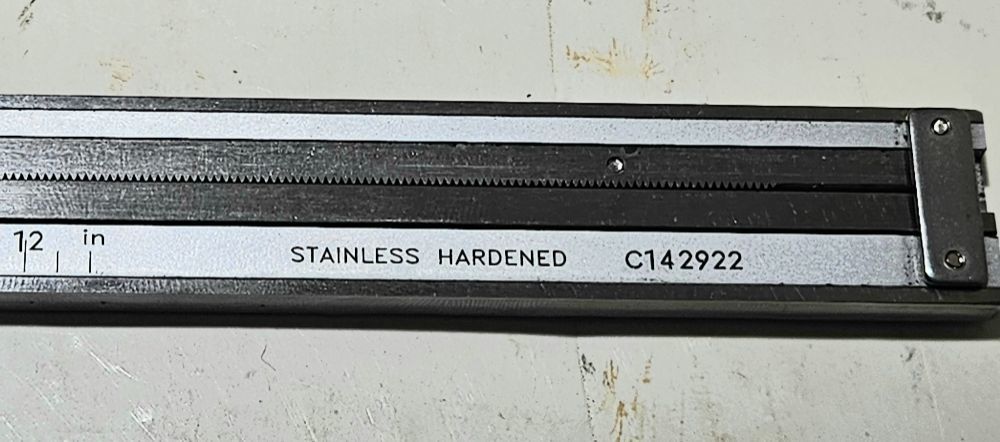 12 in STAINLESS HARDENED C142922